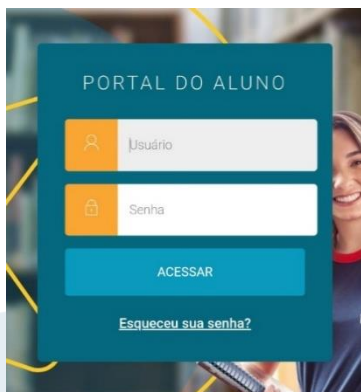 PORTAL DO ALUNO
Usuário
Senha
ACESSAR
Esqueceu sua senha?